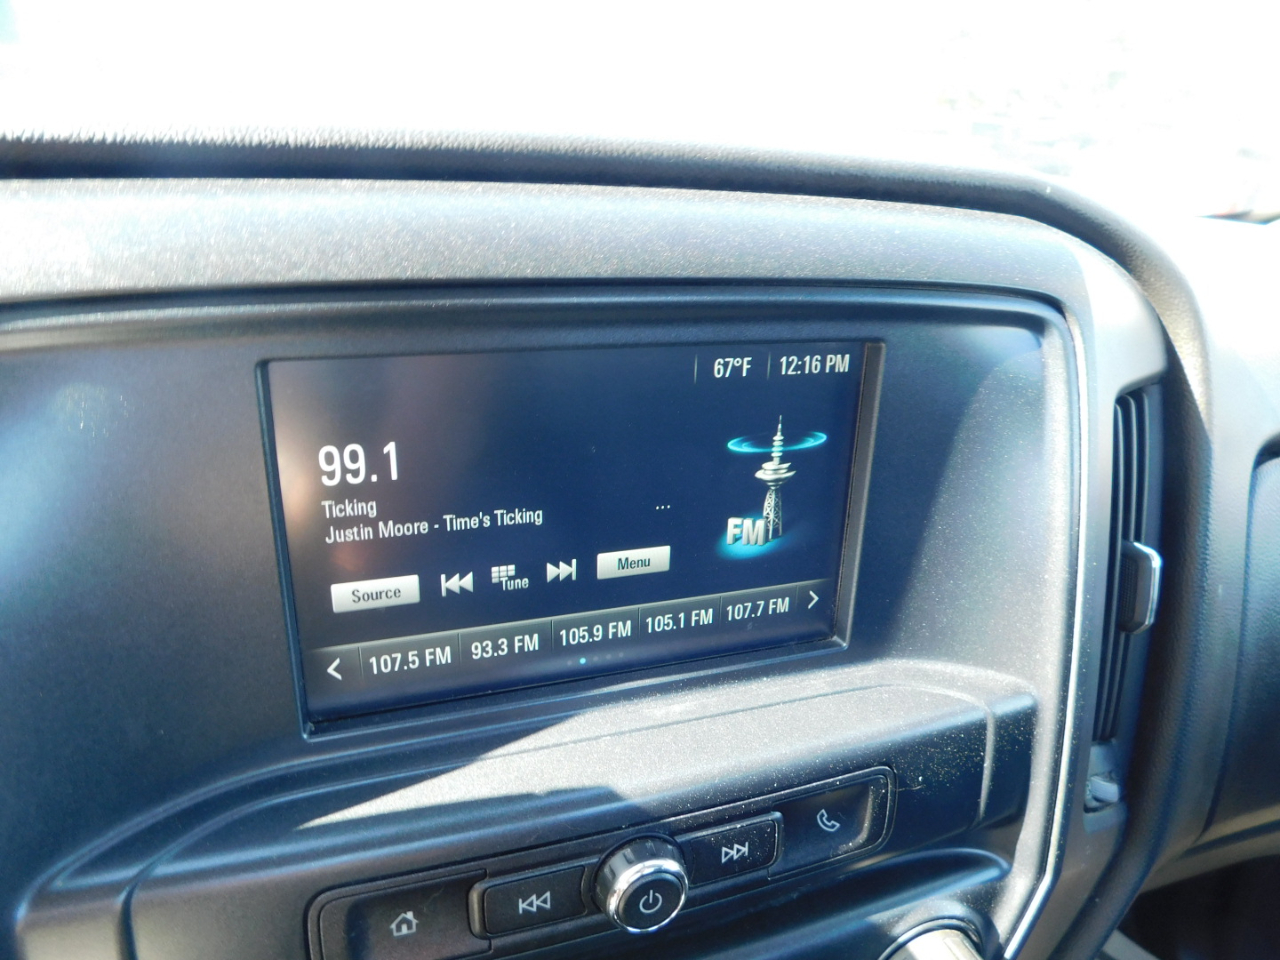 67°F 12:16 PM
99.1
Ticking
Justin Moore - Time's Ticking
...
FM
Source
Tune
Menu
107.5 FM 93.3 FM 105.9 FM 105.1 FM 107.7 FM